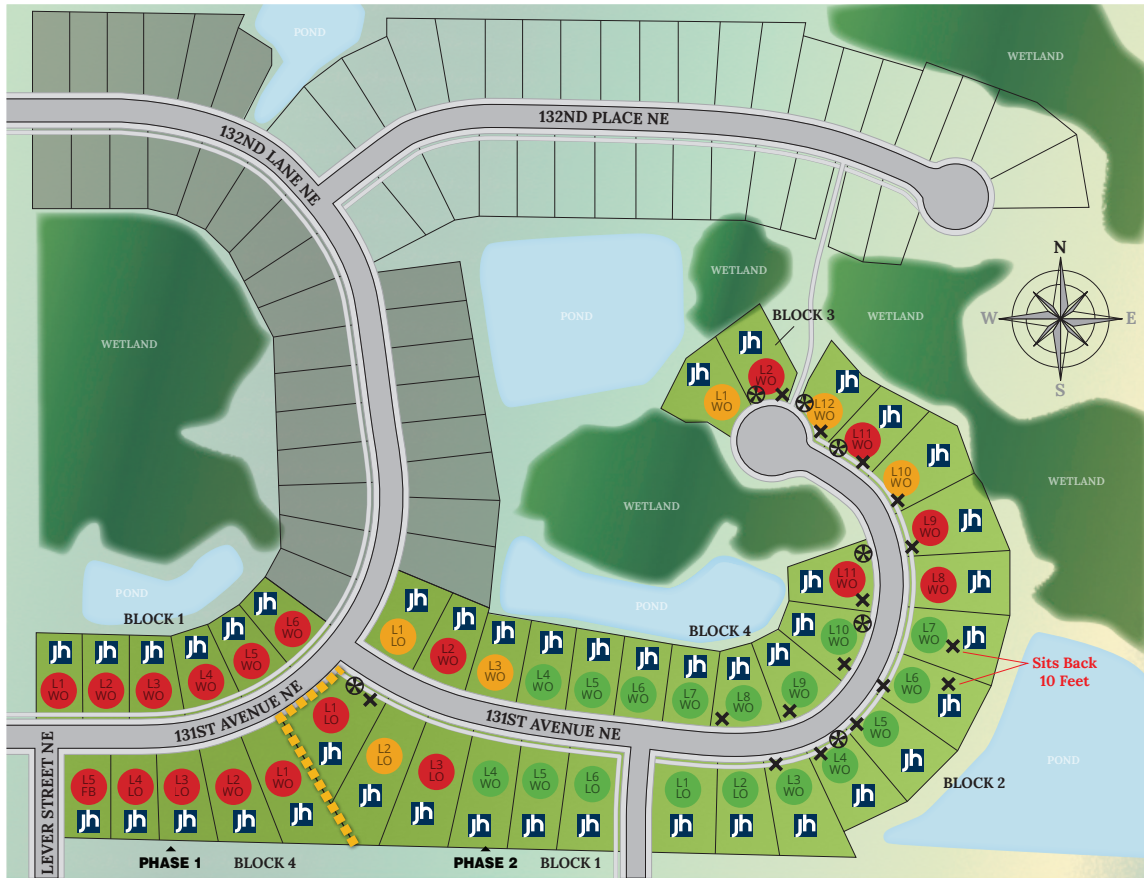 POND
WETLAND
132ND LANE NE
132ND PLACE NE
WETLAND
POND
WETLAND
WETLAND
N
W
E
S
BLOCK 3
Jh
Jh
L1
WO
L2
WO
Jh
L12
WO
Jh
L11
WO
Jh
L10
WO
Jh
L9
WO
WETLAND
WETLAND
Jh
L8
WO
Jh
L7
WO
Jh
L6
WO
Sits Back
10 Feet
POND
BLOCK 1
Jh
L1
WO
Jh
L2
WO
Jh
L3
WO
Jh
L4
WO
Jh
L5
WO
Jh
L6
WO
POND
BLOCK 4
Jh
L1
LO
Jh
L2
WO
Jh
L3
WO
Jh
L4
WO
Jh
L5
WO
Jh
L6
WO
Jh
L7
WO
Jh
L8
WO
Jh
L9
WO
Jh
L10
WO
Jh
L11
WO
131ST AVENUE NE
131ST AVENUE NE
LEVER STREET NE
L5
FB
Jh
L4
LO
Jh
L3
LO
Jh
L2
WO
Jh
L1
WO
Jh
L1
LO
Jh
L2
LO
Jh
L3
LO
Jh
L4
WO
Jh
L5
WO
Jh
L6
LO
Jh
L1
LO
Jh
L2
LO
Jh
L3
WO
Jh
L4
WO
L5
WO
Jh
POND
BLOCK 2
PHASE 1
BLOCK 4
PHASE 2
BLOCK 1